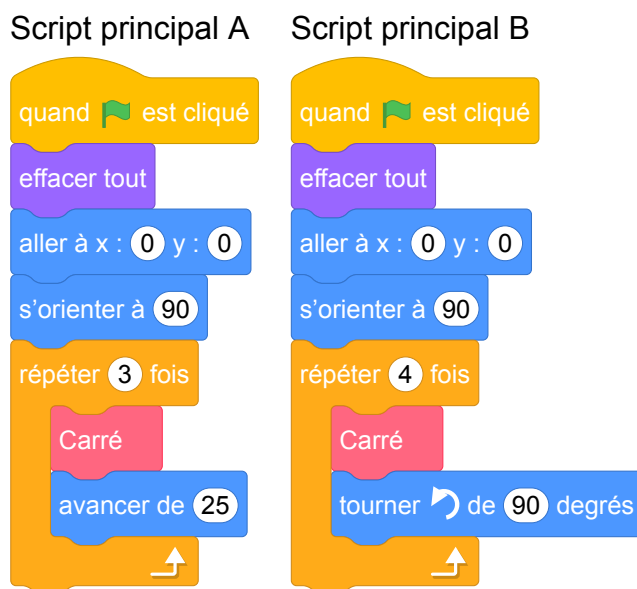 Script principal A
quand est cliqué
effacer tout
aller à x : 0 y : 0
s’orienter à 90
répéter 3 fois
Carré
avancer de 25
Script principal B
quand est cliqué
effacer tout
aller à x : 0 y : 0
s’orienter à 90
répéter 4 fois
Carré
tourner de 90 degrés